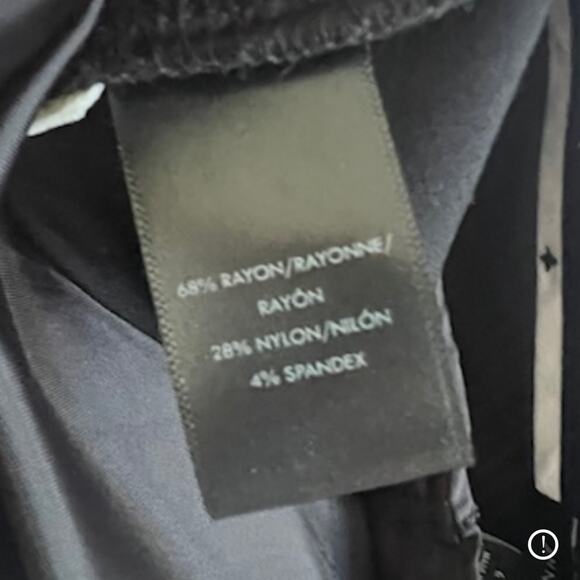 68% RAYON/RAYONNE/
RAYÓN
28% NYLON/NILÓN
4% SPANDEX